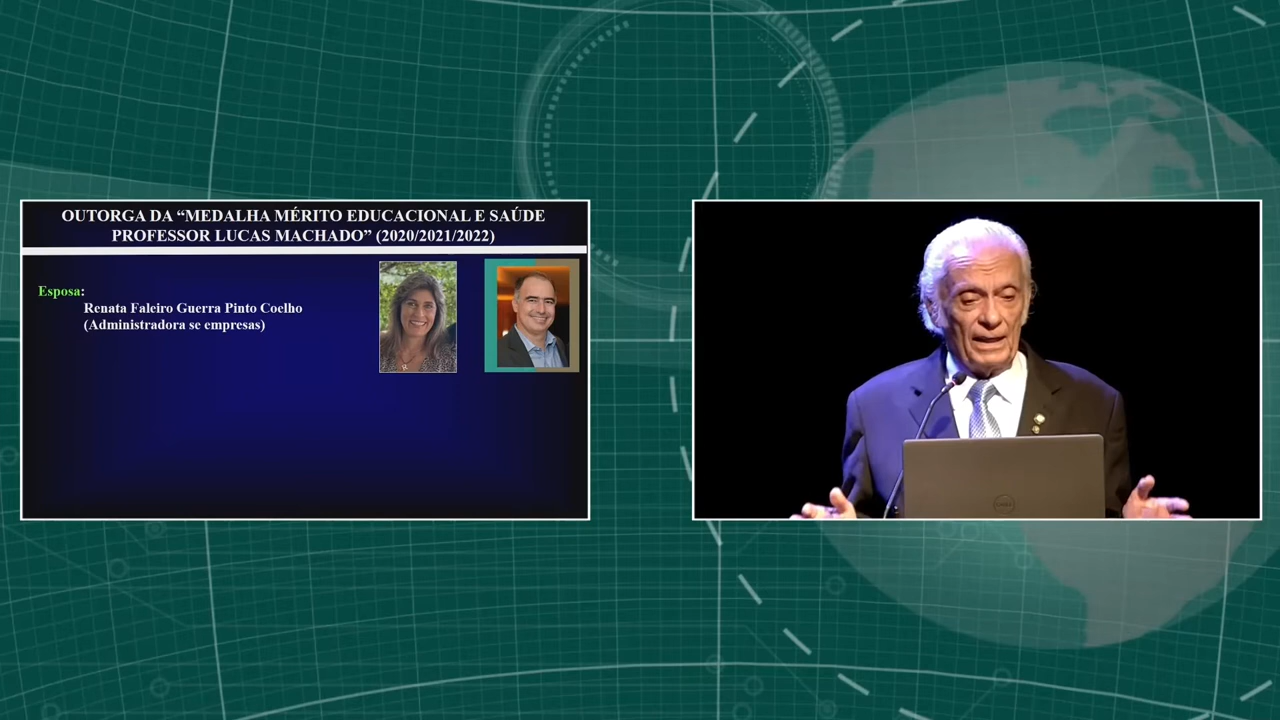 OUTORGA DA “MEDALHA MÉRITO EDUCACIONAL E SAÚDE
PROFESSOR LUCAS MACHADO” (2020/2021/2022)
Esposa:
Renata Faleiro Guerra Pinto Coelho
(Administradora se empresas)
DELL